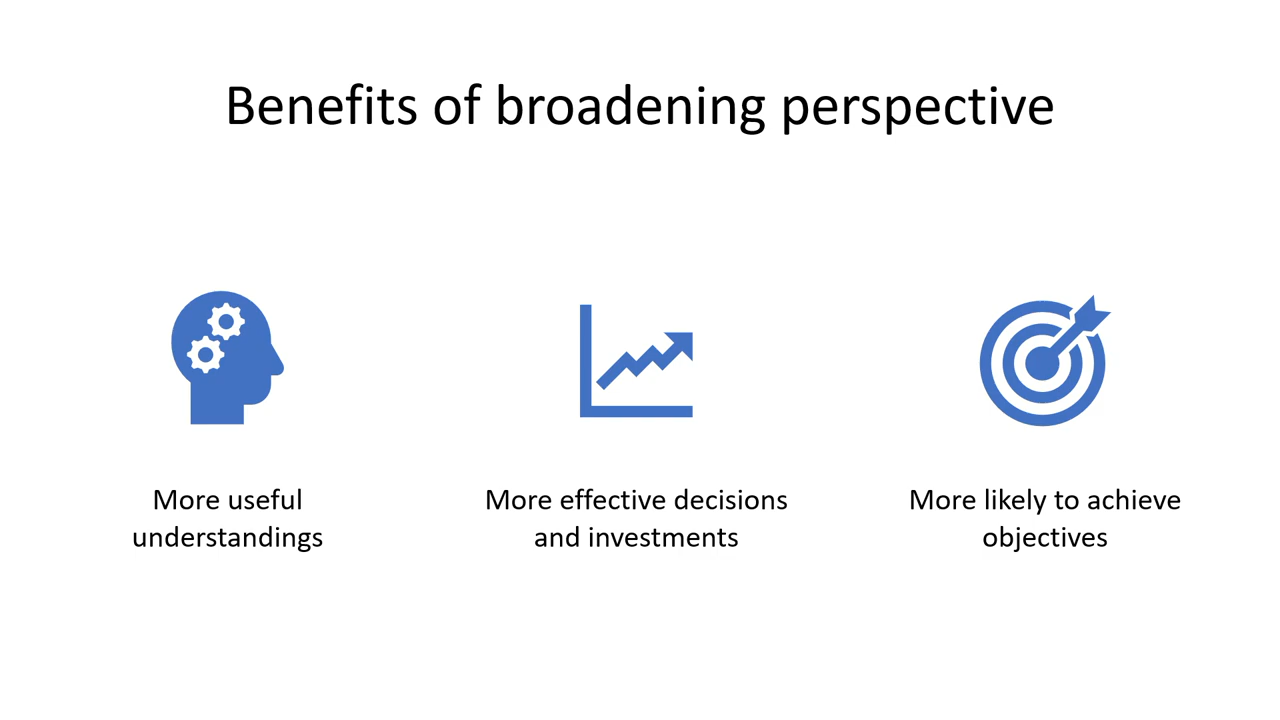 Benefits of broadening perspective
More useful
understandings
More effective decisions
and investments
More likely to achieve
objectives